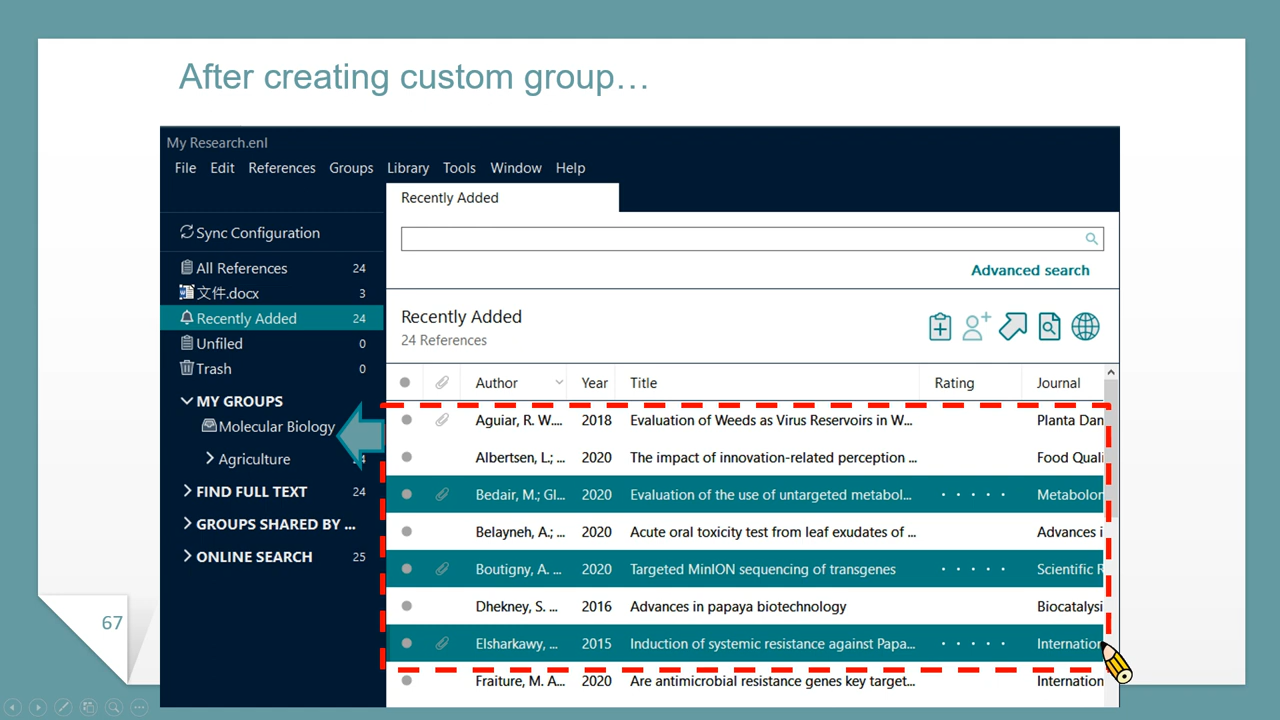 After creating custom group…
My Research.enl
File Edit References Groups Library Tools Window Help
Recently Added
Sync Configuration
Advanced search
All References 24
文件.docx 3
Recently Added 24
Unfiled 0
Trash 0
MY GROUPS
Molecular Biology
Agriculture
FIND FULL TEXT 24
GROUPS SHARED BY ...
ONLINE SEARCH 25
Recently Added
24 References
Author Year Title Rating Journal
Aguiar, R. W.... 2018 Evaluation of Weeds as Virus Reservoirs in W... Planta Dan
Albertsen, L.; ... 2020 The impact of innovation-related perception ... Food Quali
Bedair, M.; Gl... 2020 Evaluation of the use of untargeted metabol... Metabolon
Belayneh, A.; ... 2020 Acute oral toxicity test from leaf exudates of ... Advances i
Boutigny, A. ... 2020 Targeted MinION sequencing of transgenes Scientific R
Dhekney, S. ... 2016 Advances in papaya biotechnology Biocatalysi
Elsharkawy, ... 2015 Induction of systemic resistance against Papa... Internation
Fraiture, M. A... 2020 Are antimicrobial resistance genes key target... Internation
67